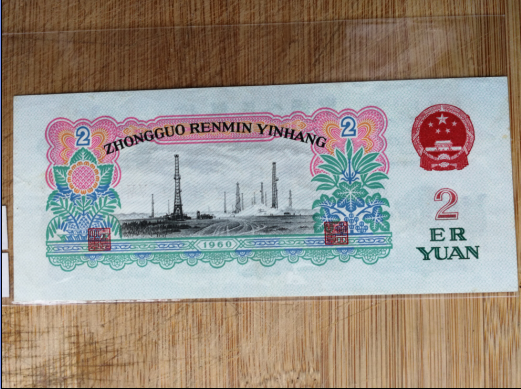 2
ZHONGGUO RENMIN YINHANG
2
1960
2
ER
YUAN